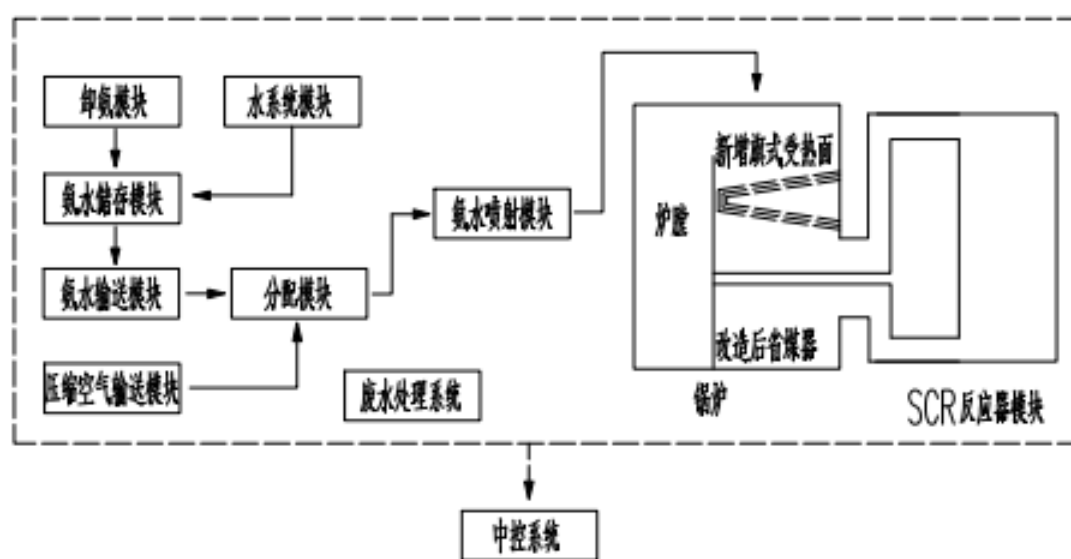 卸氨模块
水系统模块
新增顺式受热面
氨水储存模块
氨水喷射模块
炉膛
氨水输送模块
分配模块
改造后省煤器
压缩空气输送模块
废水处理系统
锅炉
SCR反应器模块
中控系统